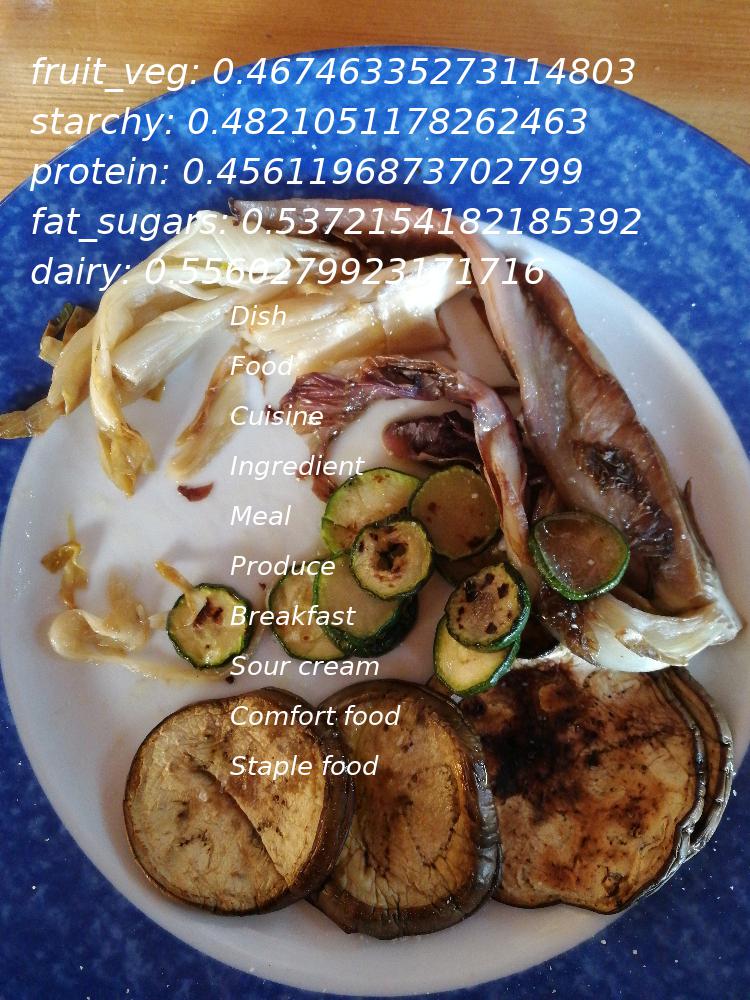 fruit_veg: 0.46746335273114803
starchy: 0.4821051178262463
protein: 0.4561196873702799
fat_sugars: 0.5372154182185392
dairy: 0.5560279923171716
Dish
Food
Cuisine
Ingredient
Meal
Produce
Breakfast
Sour cream
Comfort food
Staple food